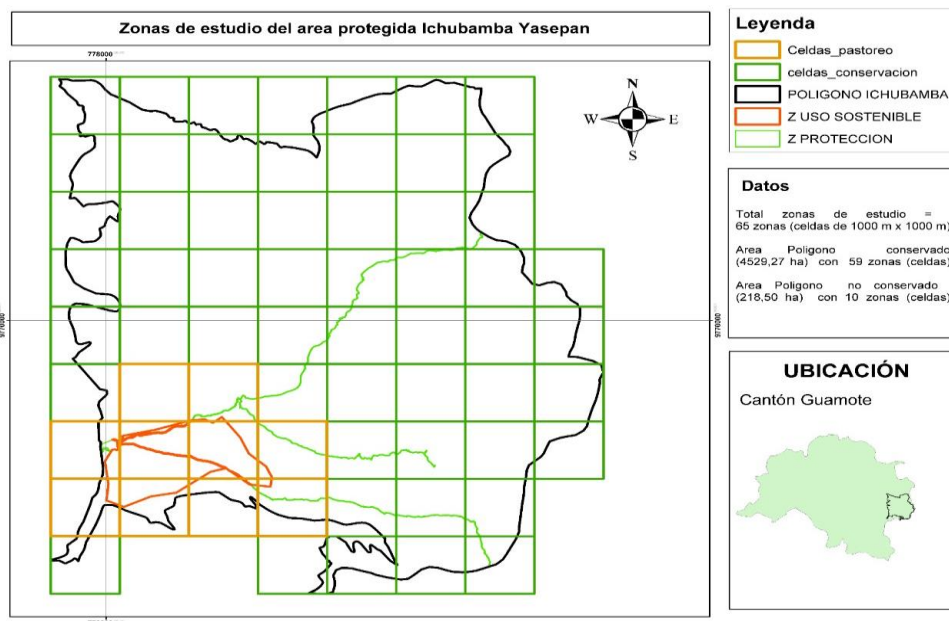 Zonas de estudio del area protegida Ichubamba Yasepan
778000
N
W
E
S
9770000
9770000
Leyenda
Celdas_pastoreo
celdas_conservacion
POLIGONO ICHUBAMBA
Z USO SOSTENIBLE
Z PROTECCION
Datos
Total zonas de estudio =
65 zonas (celdas de 1000 m x 1000 m)
Area Poligono conservado
(4529,27 ha) con 59 zonas (celdas)
Area Poligono no conservado
(218,50 ha) con 10 zonas (celdas)
UBICACIÓN
Cantón Guamote